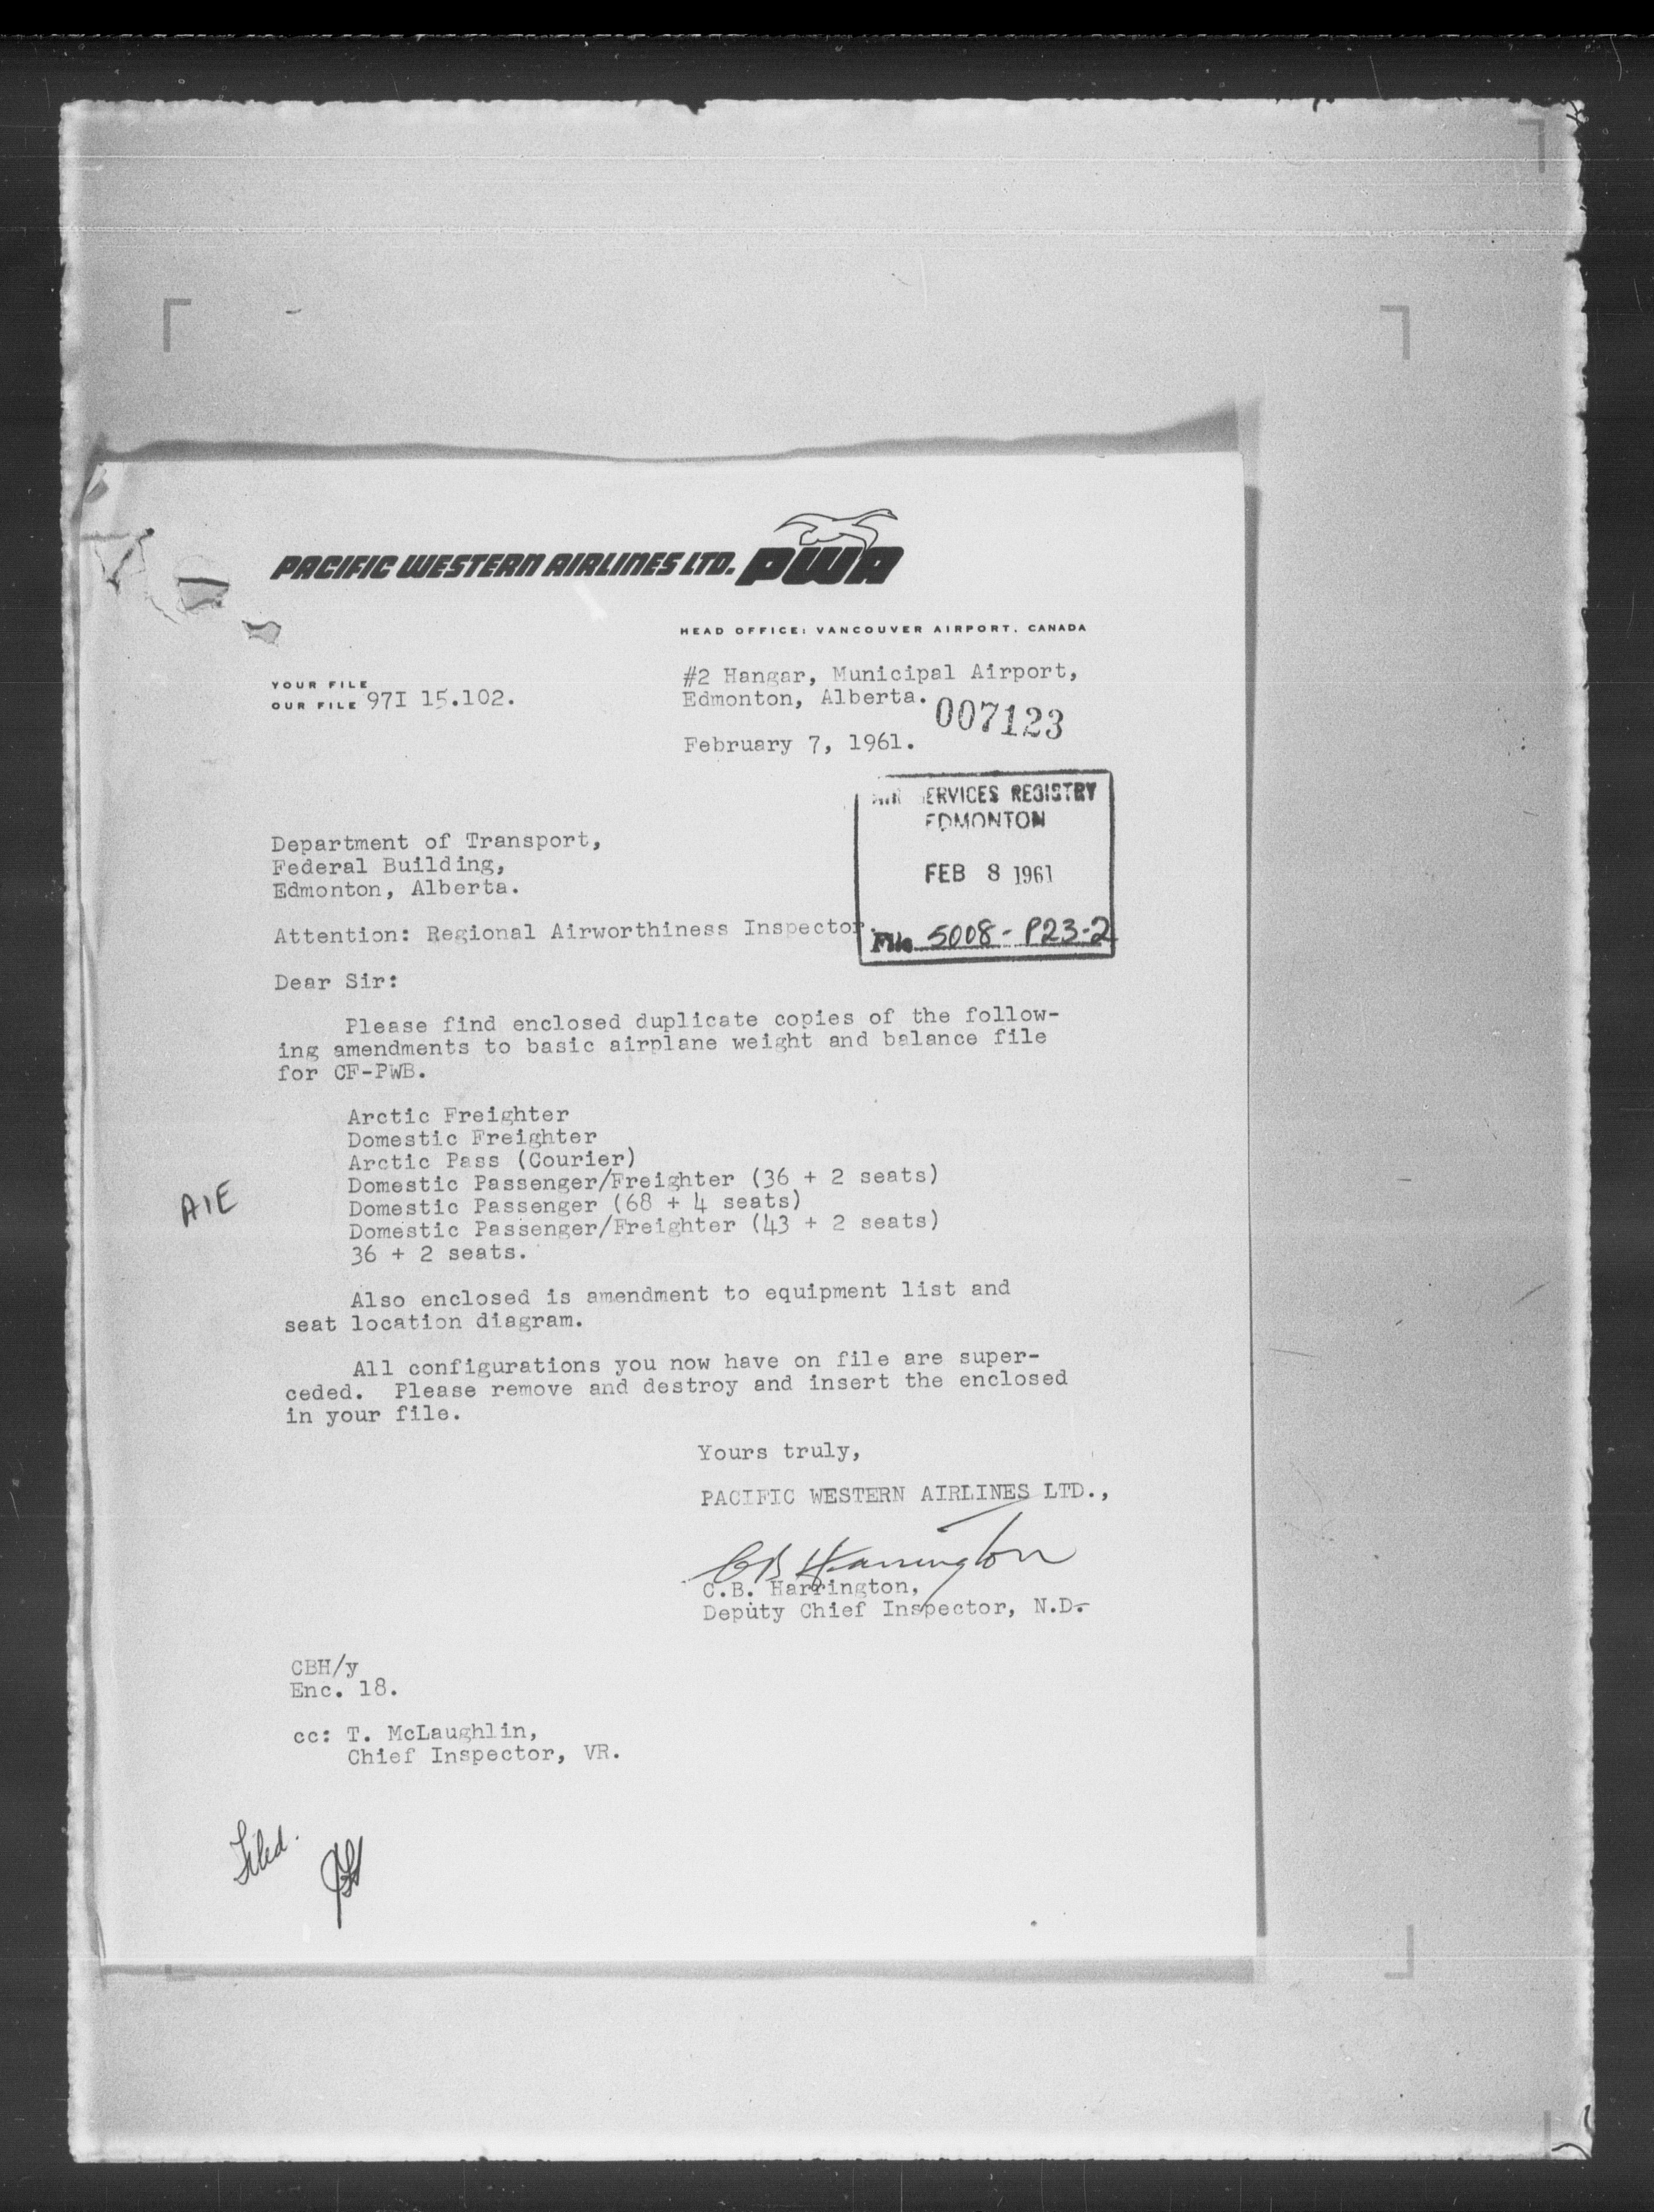 PACIFIC WESTERN AIRLINES LTD. PWA
HEAD OFFICE: VANCOUVER AIRPORT, CANADA
YOUR FILE
OUR FILE 97I 15.102.
#2 Hangar, Municipal Airport,
Edmonton, Alberta.
007123
February 7, 1961.
AIR SERVICES REGISTRY
EDMONTON
FEB 8 1961
File 5008-P23-2
Department of Transport,
Federal Building,
Edmonton, Alberta.
Attention: Regional Airworthiness Inspector.
Dear Sir:
Please find enclosed duplicate copies of the follow-
ing amendments to basic airplane weight and balance file
for CF-PWB.
Arctic Freighter
Domestic Freighter
Arctic Pass (Courier)
Domestic Passenger/Freighter (36 + 2 seats)
AIE
Domestic Passenger (68 + 4 seats)
Domestic Passenger/Freighter (43 + 2 seats)
36 + 2 seats.
Also enclosed is amendment to equipment list and
seat location diagram.
All configurations you now have on file are super-
ceded. Please remove and destroy and insert the enclosed
in your file.
Yours truly,
PACIFIC WESTERN AIRLINES LTD.,
CB Harrington
C.B. Harrington,
Deputy Chief Inspector, N.D.
CBH/y
Enc. 18.
cc: T. McLaughlin,
Chief Inspector, VR.
Filed.